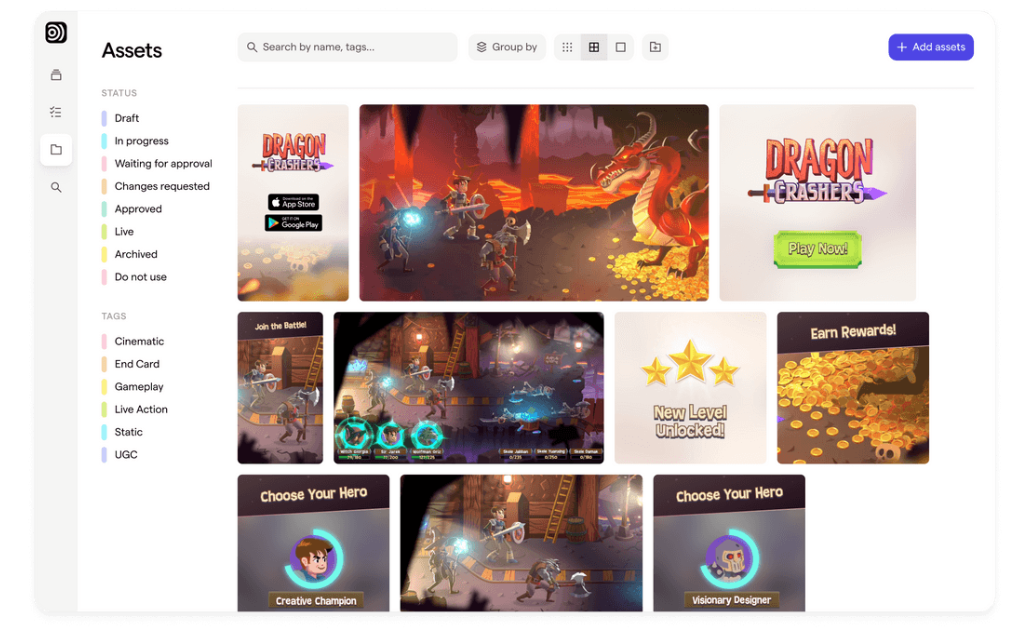 Assets
Search by name, tags...
Group by
Add assets
STATUS
Draft
In progress
Waiting for approval
Changes requested
Approved
Live
Archived
Do not use
TAGS
Cinematic
End Card
Gameplay
Live Action
Static
UGC
DRAGON
CRASHERS
Download on the
App Store
GET IT ON
Google Play
DRAGON
CRASHERS
Play Now!
Join the Battle!
New Level
Unlocked!
Earn Rewards!
Choose Your Hero
Creative Champion
Choose Your Hero
Visionary Designer